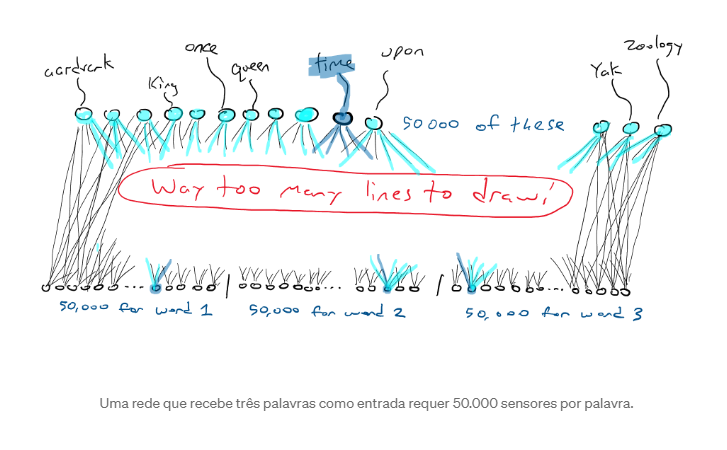 aardvark
King
once
queen
time
upon
Yak
Zoology
50000 of these
Way too many lines to draw!
50,000 for word 1
50,000 for word 2
50,000 for word 3
Uma rede que recebe três palavras como entrada requer 50.000 sensores por palavra.